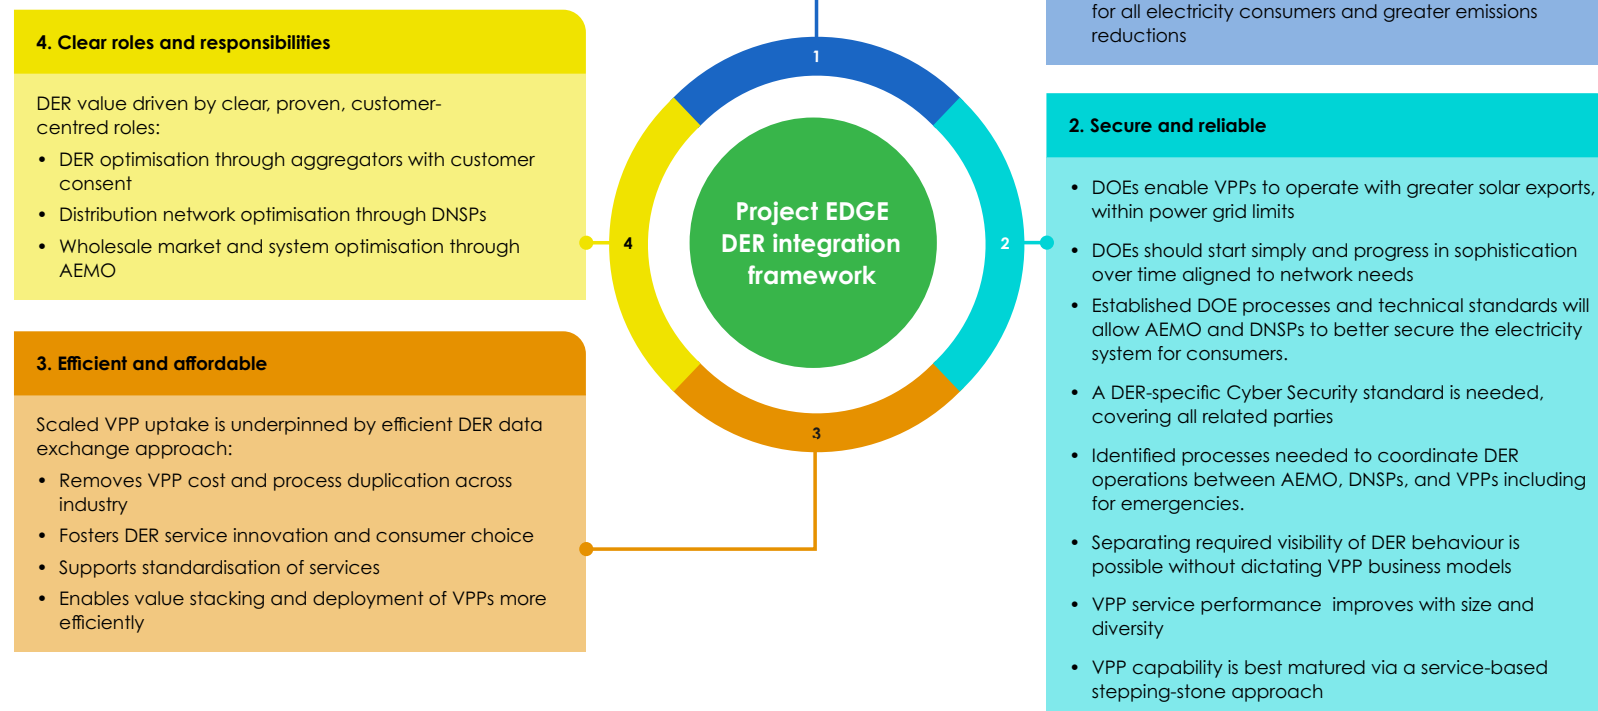 for all electricity consumers and greater emissions
reductions
4. Clear roles and responsibilities
DER value driven by clear, proven, customer-
centred roles:
• DER optimisation through aggregators with customer
consent
• Distribution network optimisation through DNSPs
• Wholesale market and system optimisation through
AEMO
3. Efficient and affordable
Scaled VPP uptake is underpinned by efficient DER data
exchange approach:
• Removes VPP cost and process duplication across
industry
• Fosters DER service innovation and consumer choice
• Supports standardisation of services
• Enables value stacking and deployment of VPPs more
efficiently
1
4
Project EDGE
DER integration
framework
2
3
2. Secure and reliable
• DOEs enable VPPs to operate with greater solar exports,
within power grid limits
• DOEs should start simply and progress in sophistication
over time aligned to network needs
• Established DOE processes and technical standards will
allow AEMO and DNSPs to better secure the electricity
system for consumers.
• A DER-specific Cyber Security standard is needed,
covering all related parties
• Identified processes needed to coordinate DER
operations between AEMO, DNSPs, and VPPs including
for emergencies.
• Separating required visibility of DER behaviour is
possible without dictating VPP business models
• VPP service performance  improves with size and
diversity
• VPP capability is best matured via a service-based
stepping-stone approach